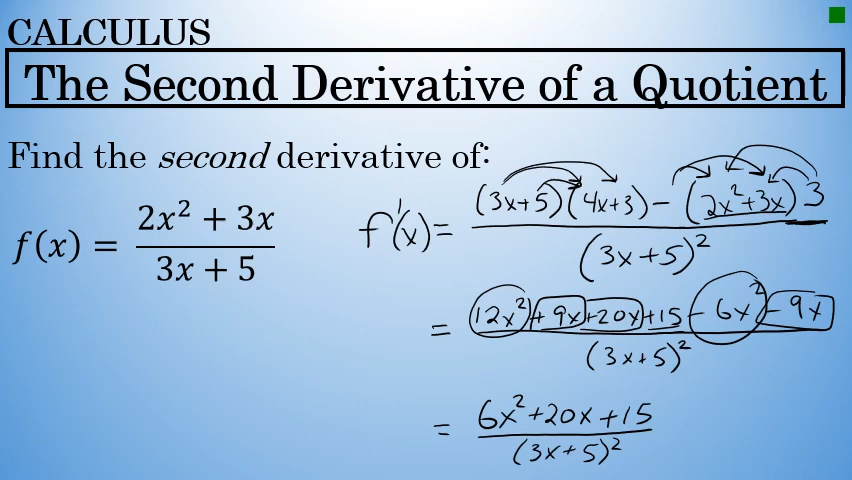 CALCULUS
The Second Derivative of a Quotient
Find the second derivative of:
f(x) = (2x² + 3x)/(3x + 5)
f'(x) = ((3x+5)(4x+3) − (2x²+3x)3)/(3x+5)²
= (12x² + 9x + 20x + 15 − 6x² − 9x)/(3x+5)²
= (6x² + 20x + 15)/(3x+5)²